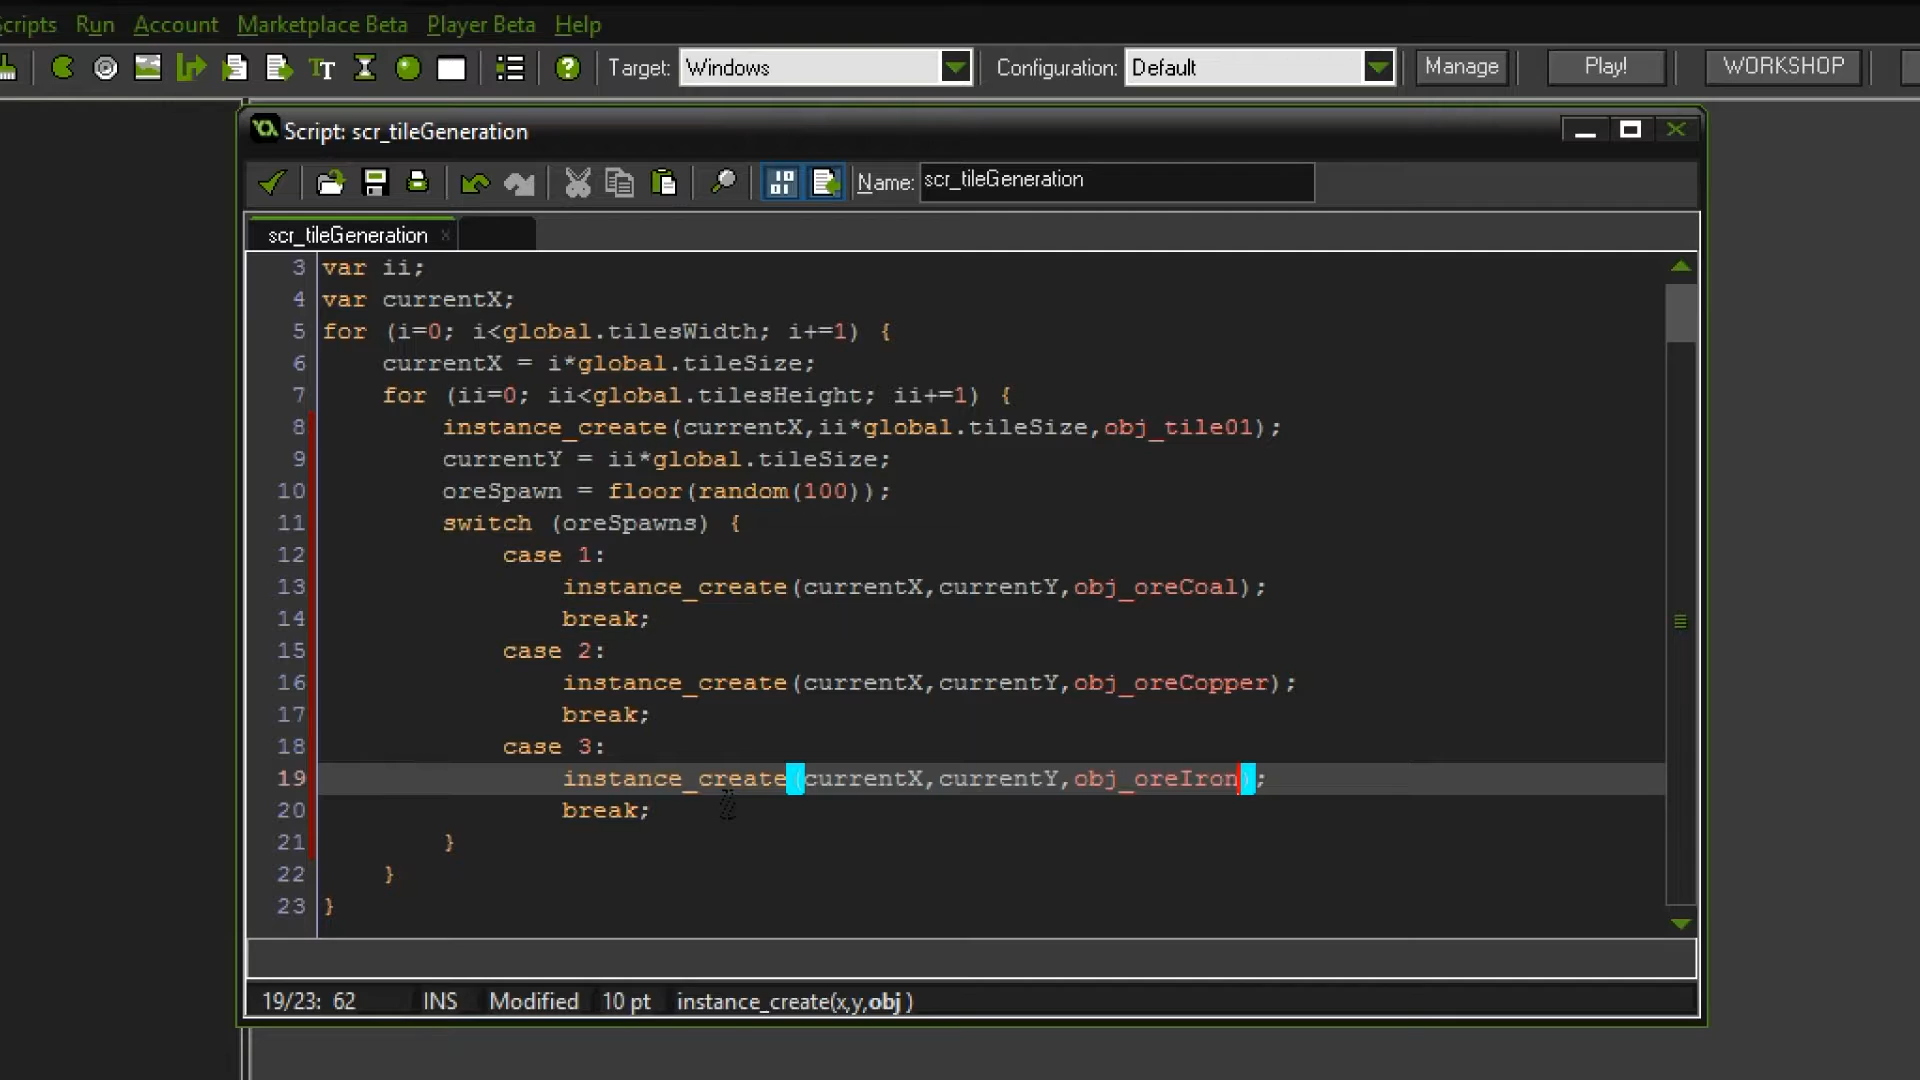 cripts Run Account Marketplace Beta Player Beta Help
TT Target: Windows Configuration: Default Manage Play! WORKSHOP
Script: scr_tileGeneration
Name: scr_tileGeneration
scr_tileGeneration
3 var ii;
4 var currentX;
5 for (i=0; i<global.tilesWidth; i+=1) {
6 currentX = i*global.tileSize;
7 for (ii=0; ii<global.tilesHeight; ii+=1) {
8 instance_create(currentX,ii*global.tileSize,obj_tile01);
9 currentY = ii*global.tileSize;
10 oreSpawn = floor(random(100));
11 switch (oreSpawns) {
12 case 1:
13 instance_create(currentX,currentY,obj_oreCoal);
14 break;
15 case 2:
16 instance_create(currentX,currentY,obj_oreCopper);
17 break;
18 case 3:
19 instance_create(currentX,currentY,obj_oreIron);
20 break;
21 }
22 }
23 }
19/23: 62 INS Modified 10 pt instance_create(x,y,obj )